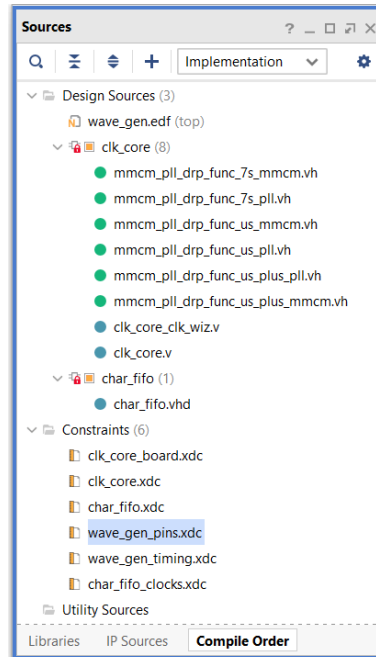 Sources
Implementation
Design Sources (3)
wave_gen.edf (top)
clk_core (8)
mmcm_pll_drp_func_7s_mmcm.vh
mmcm_pll_drp_func_7s_pll.vh
mmcm_pll_drp_func_us_mmcm.vh
mmcm_pll_drp_func_us_pll.vh
mmcm_pll_drp_func_us_plus_pll.vh
mmcm_pll_drp_func_us_plus_mmcm.vh
clk_core_clk_wiz.v
clk_core.v
char_fifo (1)
char_fifo.vhd
Constraints (6)
clk_core_board.xdc
clk_core.xdc
char_fifo.xdc
wave_gen_pins.xdc
wave_gen_timing.xdc
char_fifo_clocks.xdc
Utility Sources
Libraries IP Sources Compile Order